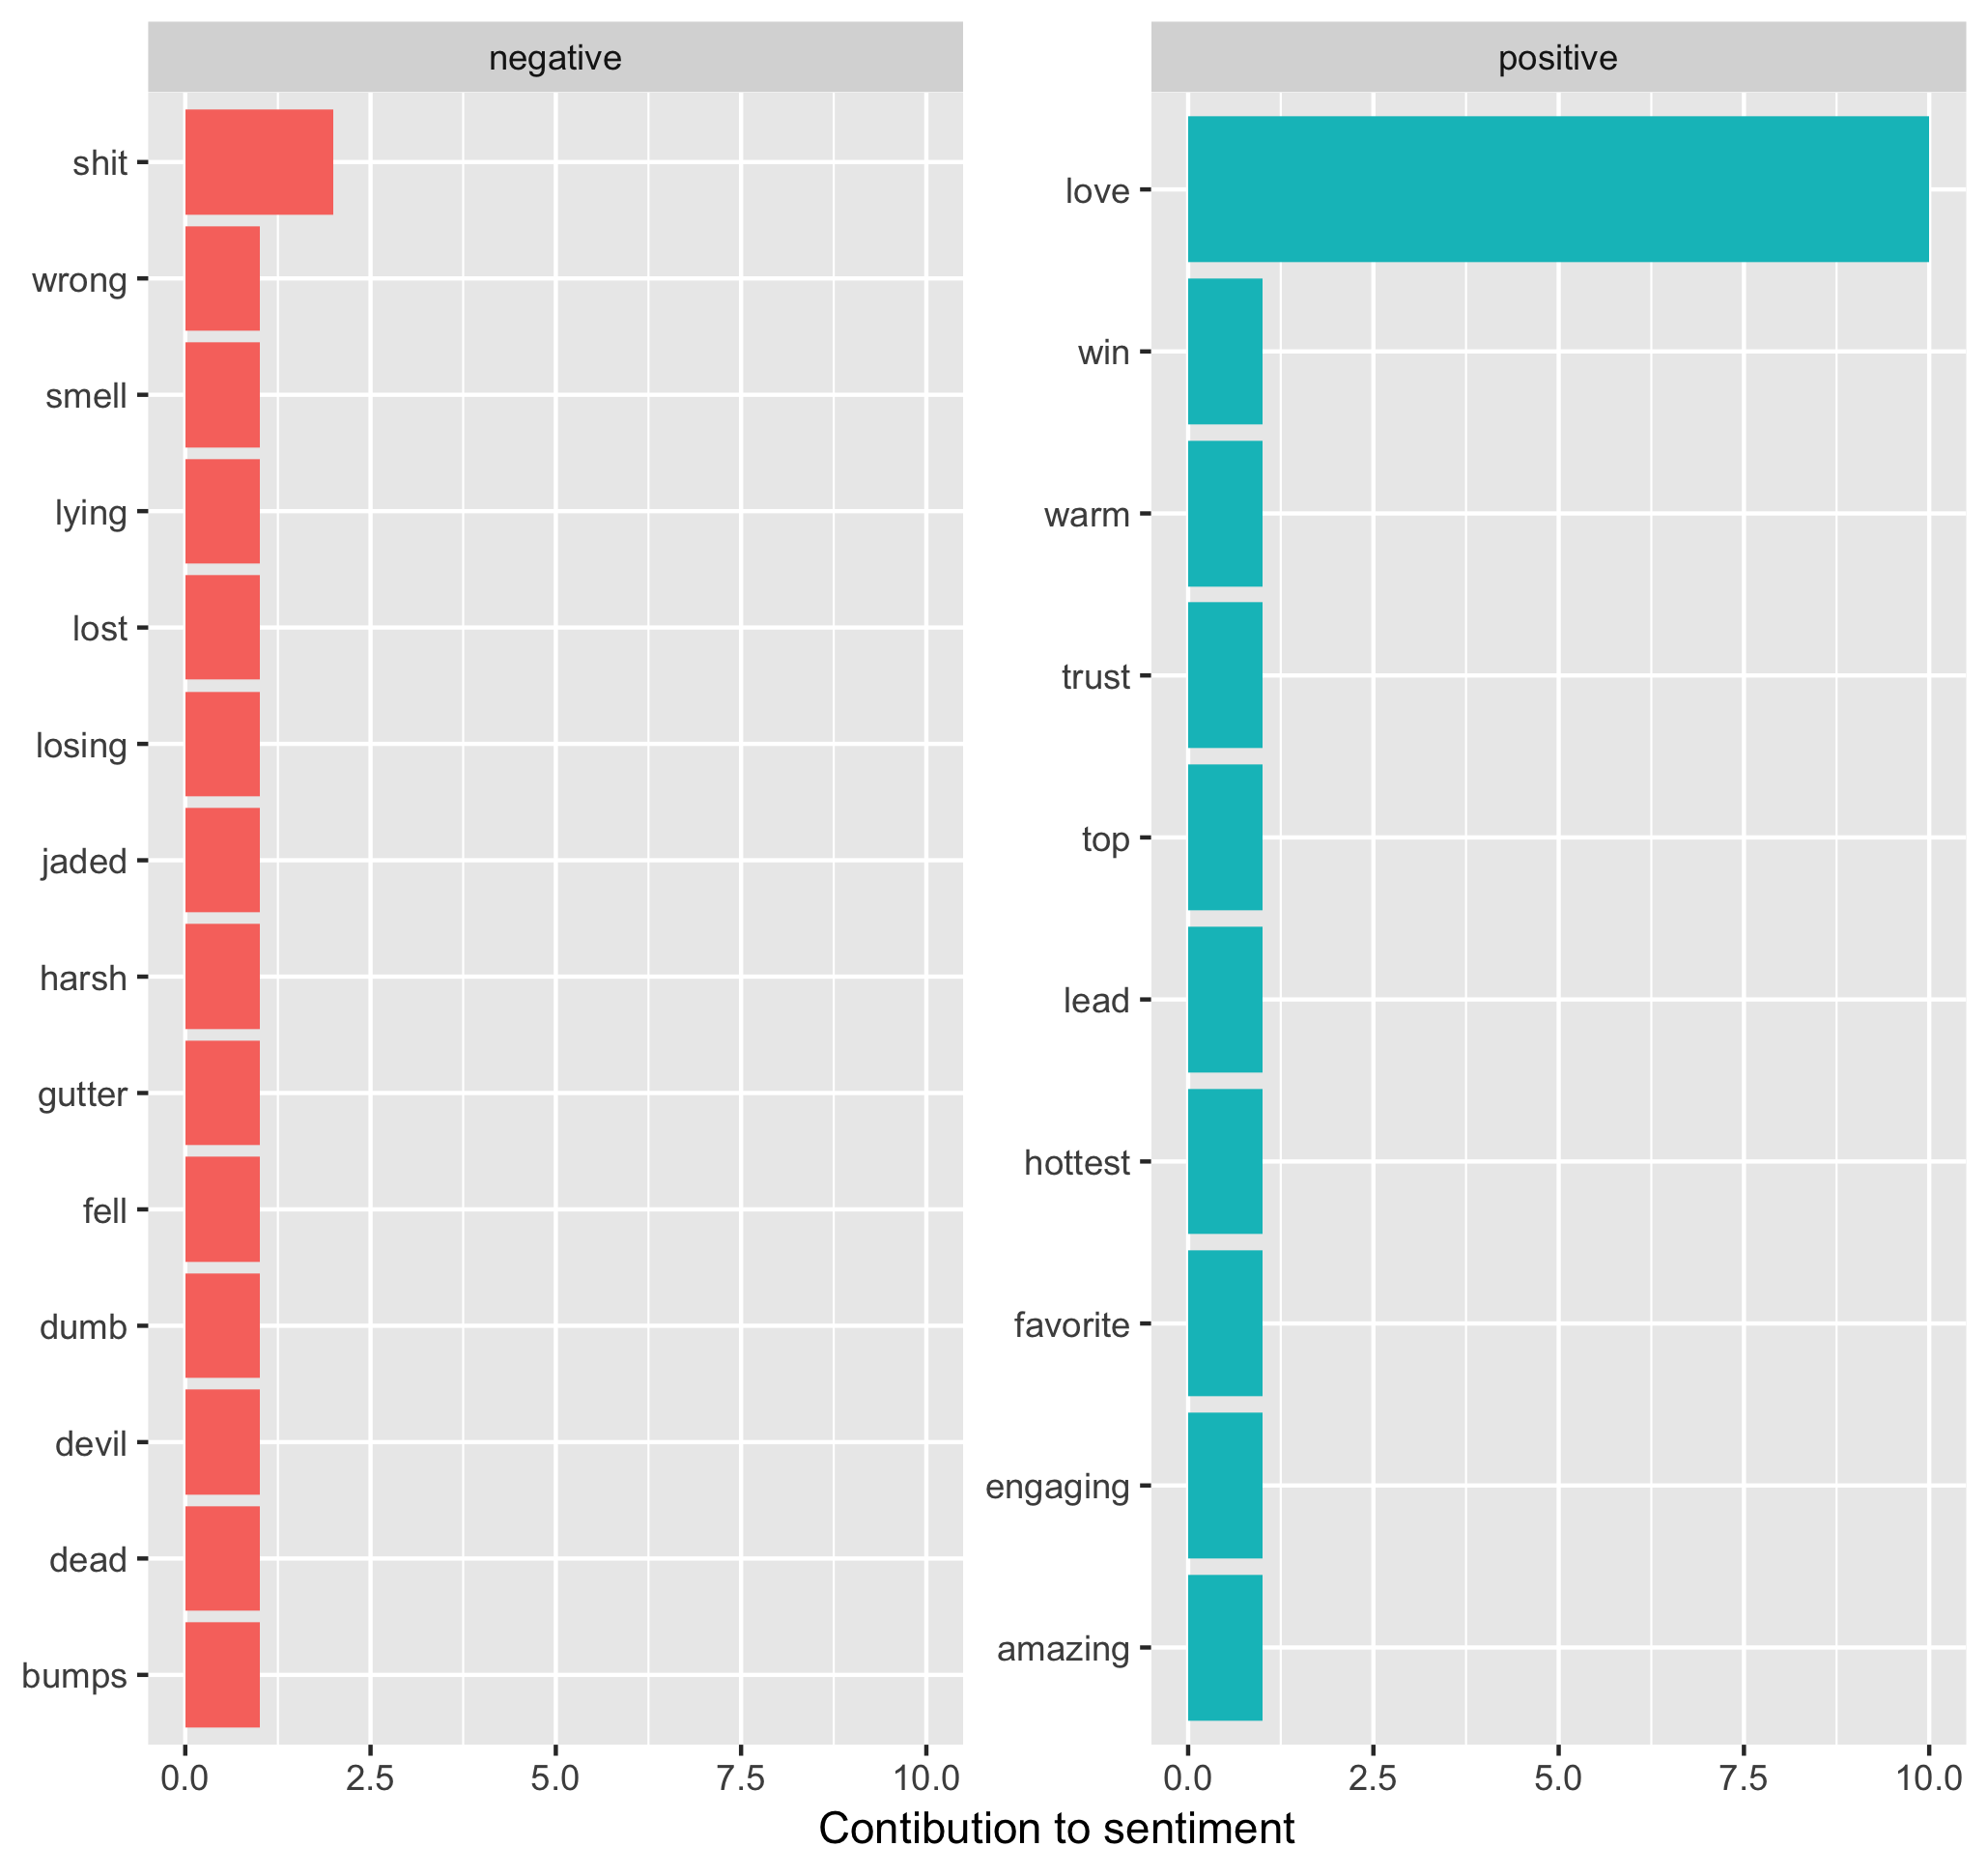 negative
shit
wrong
smell
lying
lost
losing
jaded
harsh
gutter
fell
dumb
devil
dead
bumps
0.0 2.5 5.0 7.5 10.0
positive
love
win
warm
trust
top
lead
hottest
favorite
engaging
amazing
0.0 2.5 5.0 7.5 10.0
Contibution to sentiment